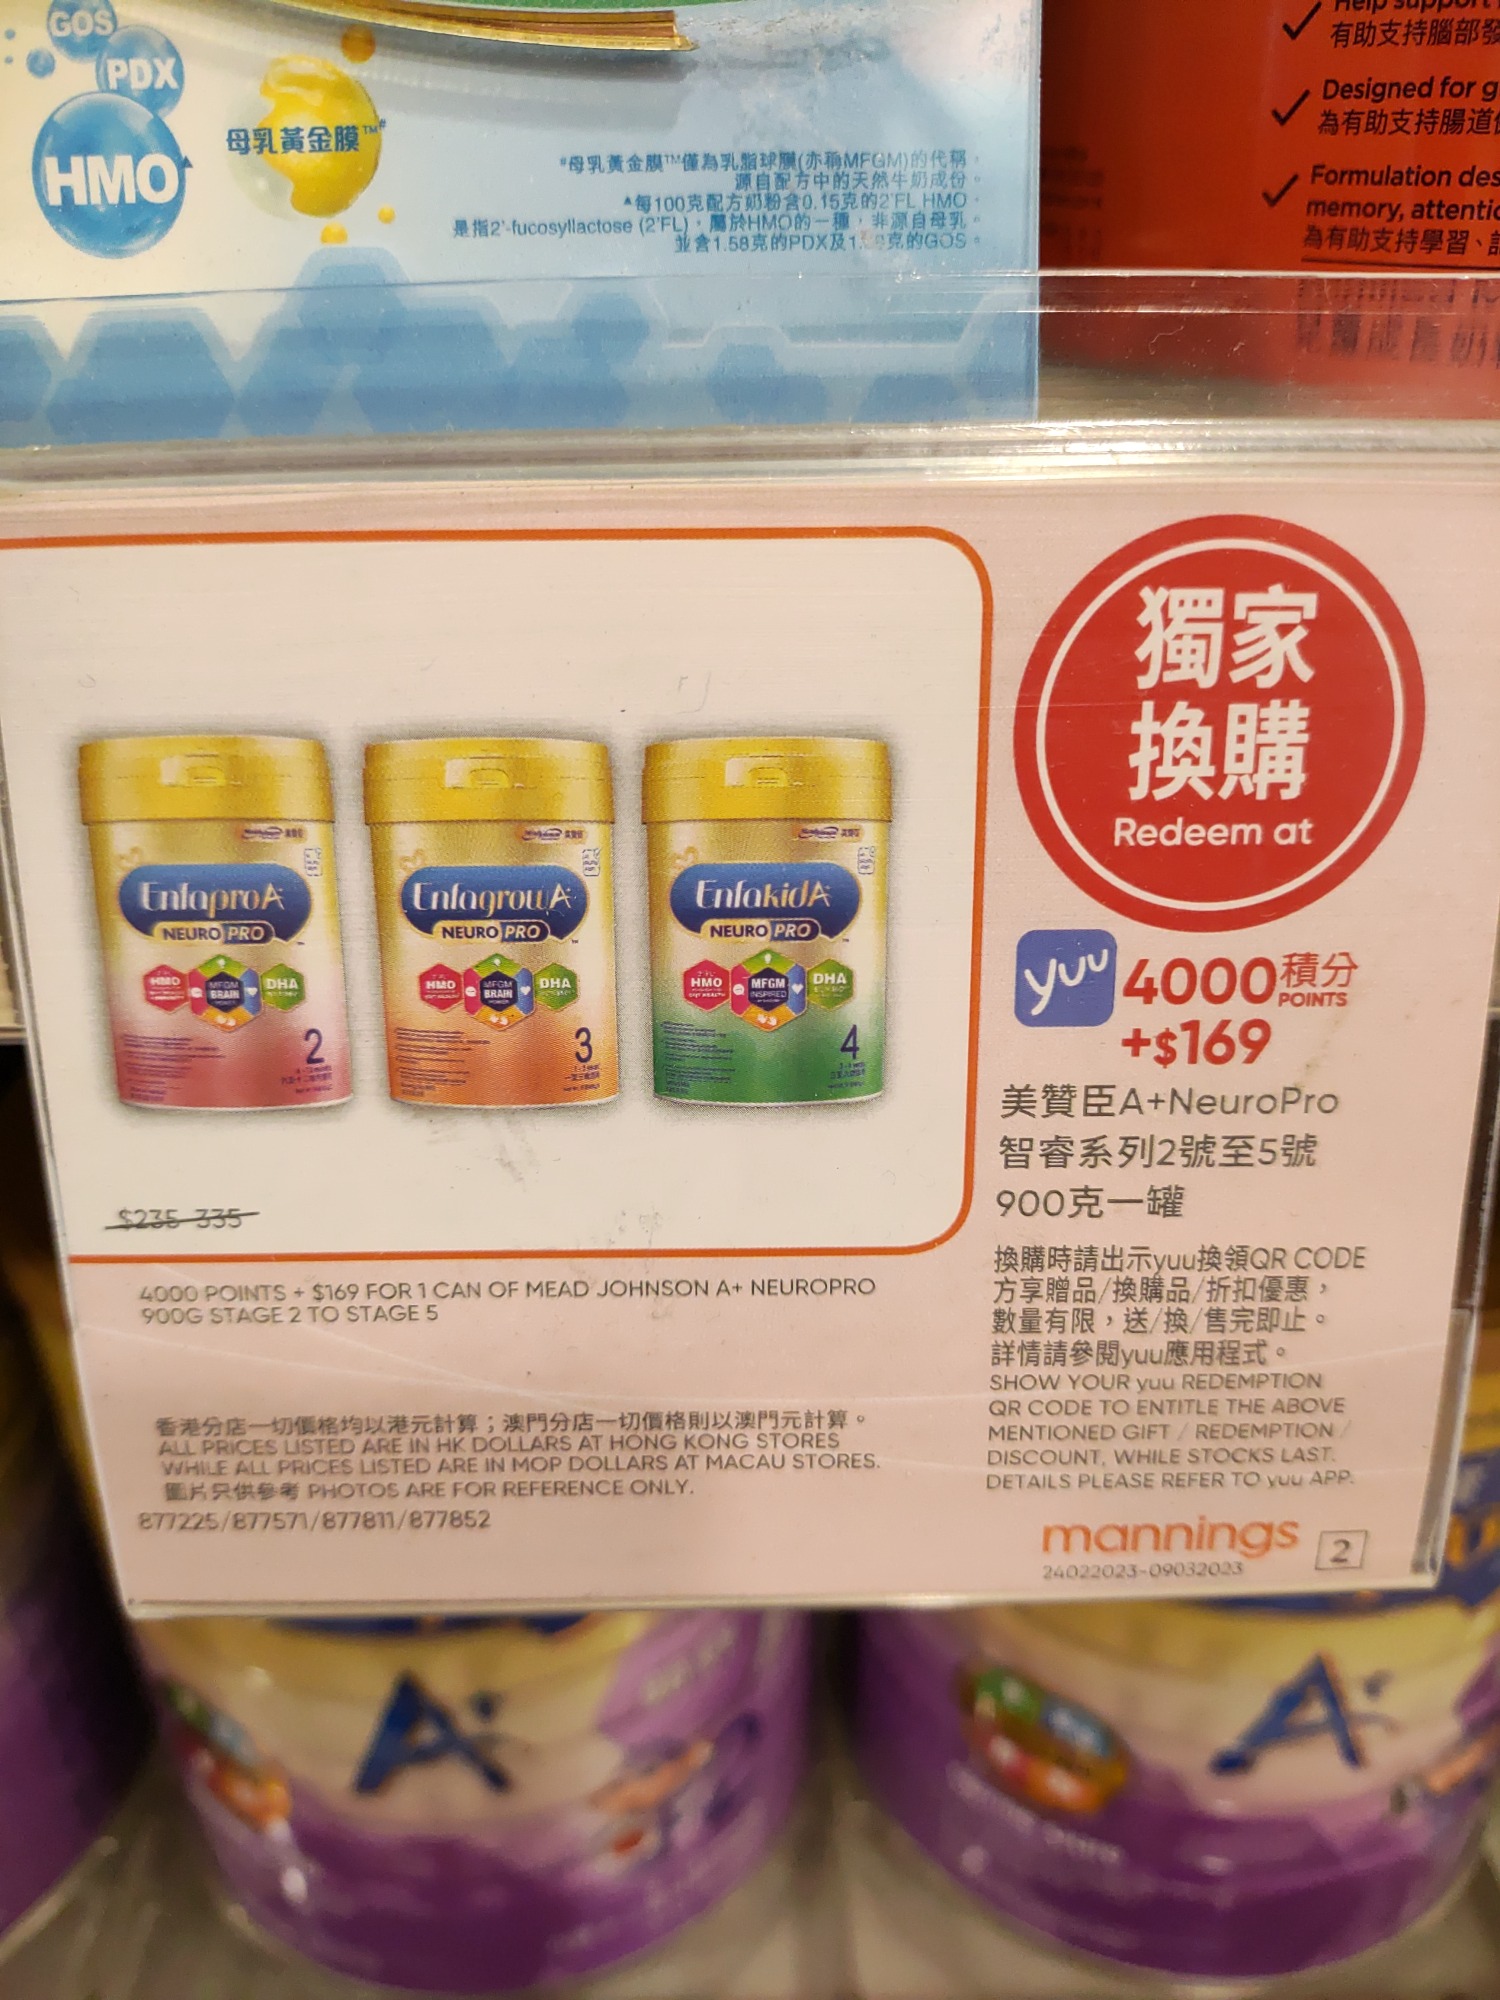 GOS
PDX
HMO
母乳黃金膜™#
#母乳黃金膜™僅為乳脂球膜(亦稱MFGM)的代稱。
源自配方中的天然牛奶成份。
▲每100克配方奶粉含0.15克的2'FL HMO
是指2'-fucosyllactose (2'FL)，屬於HMO的一種，非源自母乳。
並含1.58克的PDX及
克的GOS。
Help support
有助支持腦部發
Designed for g
為有助支持腸道
Formulation des
memory, attentio
為有助支持學習、
獨家
換購
Redeem at
EnfaproA+
NEURO PRO
HMO
MFGM
BRAIN
DHA
2
EnfagrowA+
NEURO PRO
HMO
MFGM
BRAIN
DHA
3
EnfakidA+
NEURO PRO
HMO
MFGM
INSPIRED
DHA
4
yuu 4000積分
POINTS
+$169
美贊臣A+NeuroPro
智睿系列2號至5號
900克一罐
$235-335
4000 POINTS + $169 FOR 1 CAN OF MEAD JOHNSON A+ NEUROPRO
900G STAGE 2 TO STAGE 5
換購時請出示yuu換領QR CODE
方享贈品/換購品/折扣優惠，
數量有限，送/換/售完即止。
詳情請參閱yuu應用程式。
SHOW YOUR yuu REDEMPTION
QR CODE TO ENTITLE THE ABOVE
MENTIONED GIFT / REDEMPTION /
DISCOUNT, WHILE STOCKS LAST.
DETAILS PLEASE REFER TO yuu APP.
香港分店一切價格均以港元計算；澳門分店一切價格則以澳門元計算。
ALL PRICES LISTED ARE IN HK DOLLARS AT HONG KONG STORES
WHILE ALL PRICES LISTED ARE IN MOP DOLLARS AT MACAU STORES.
圖片只供參考 PHOTOS ARE FOR REFERENCE ONLY.
877225/877571/877811/877852
mannings 2
24022023-09032023
A+
A+